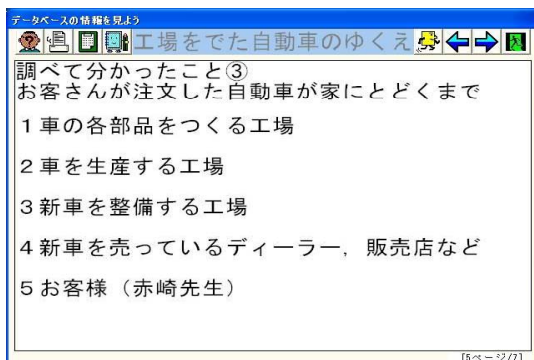 データベースの情報を見よう
工場をでた自動車のゆくえ
調べて分かったこと③
お客さんが注文した自動車が家にとどくまで
1車の各部品をつくる工場
2車を生産する工場
3新車を整備する工場
4新車を売っているディーラー，販売店など
5お客様（赤崎先生）
[5ページ/7]